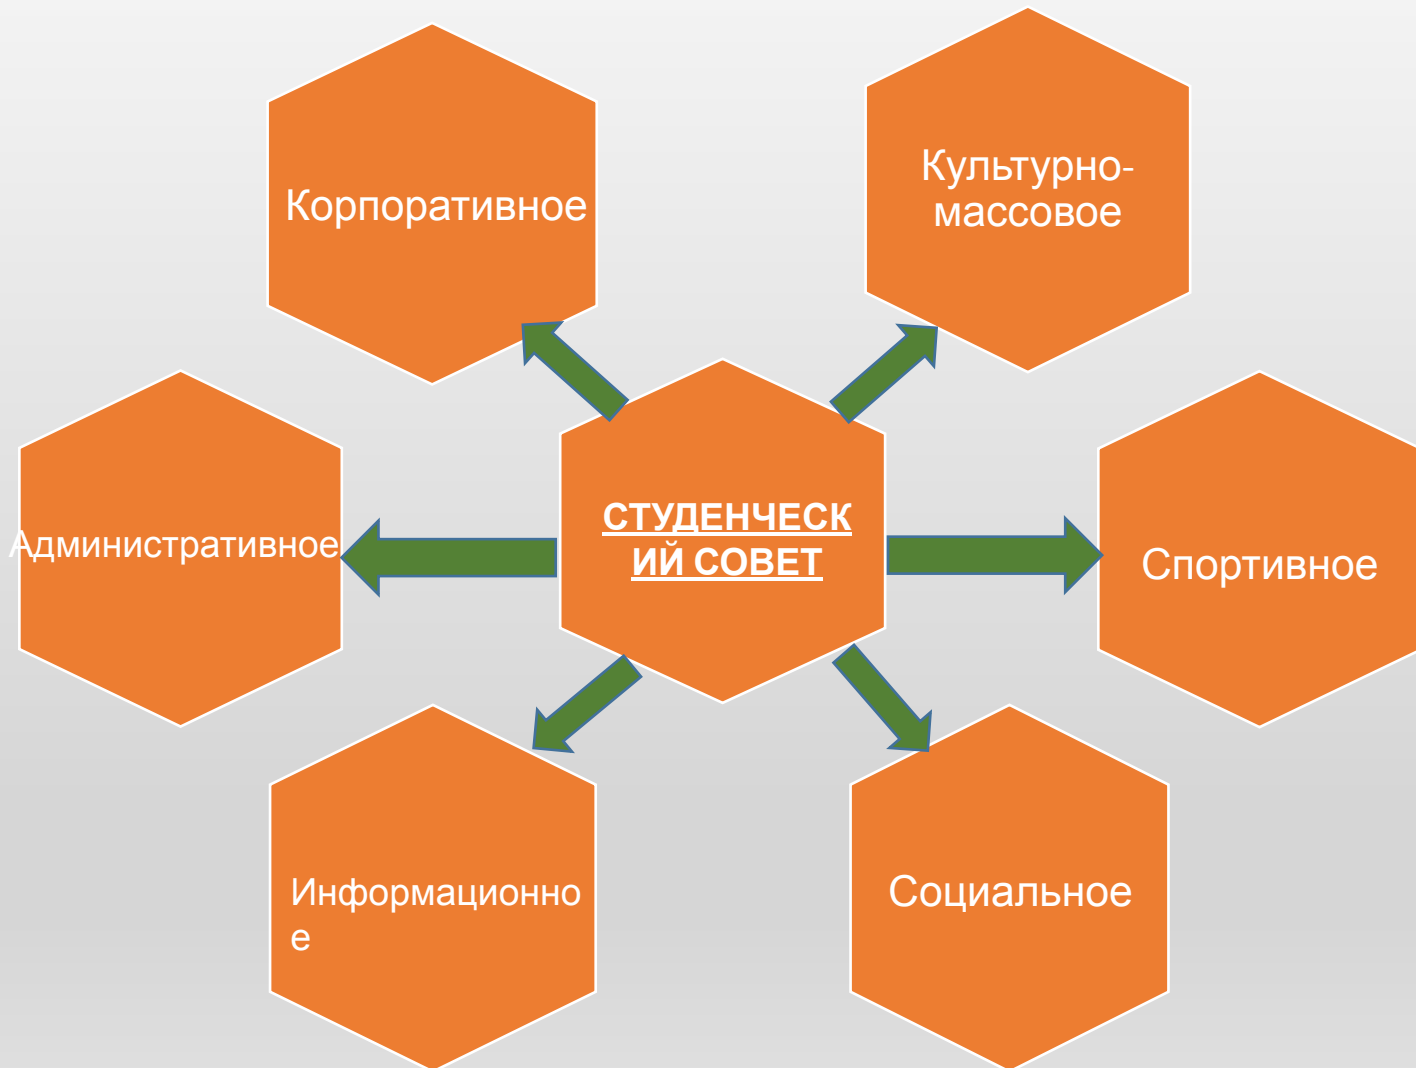 Корпоративное
Культурно-
массовое
Административное
СТУДЕНЧЕСК
ИЙ СОВЕТ
Спортивное
Информационно
е
Социальное